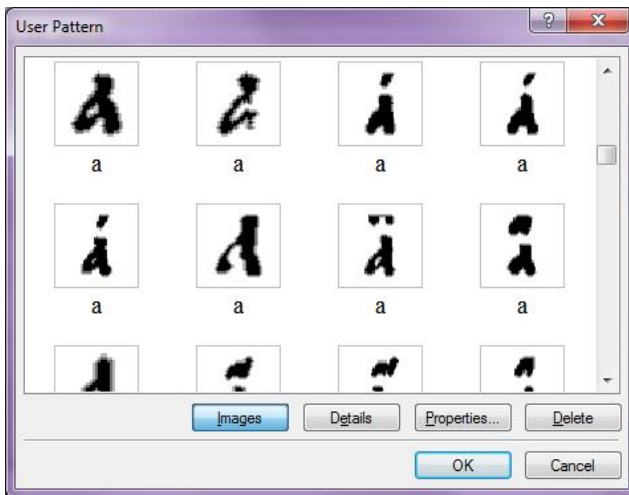 User Pattern
a a a a
a a a a
Images Details Properties... Delete
OK Cancel